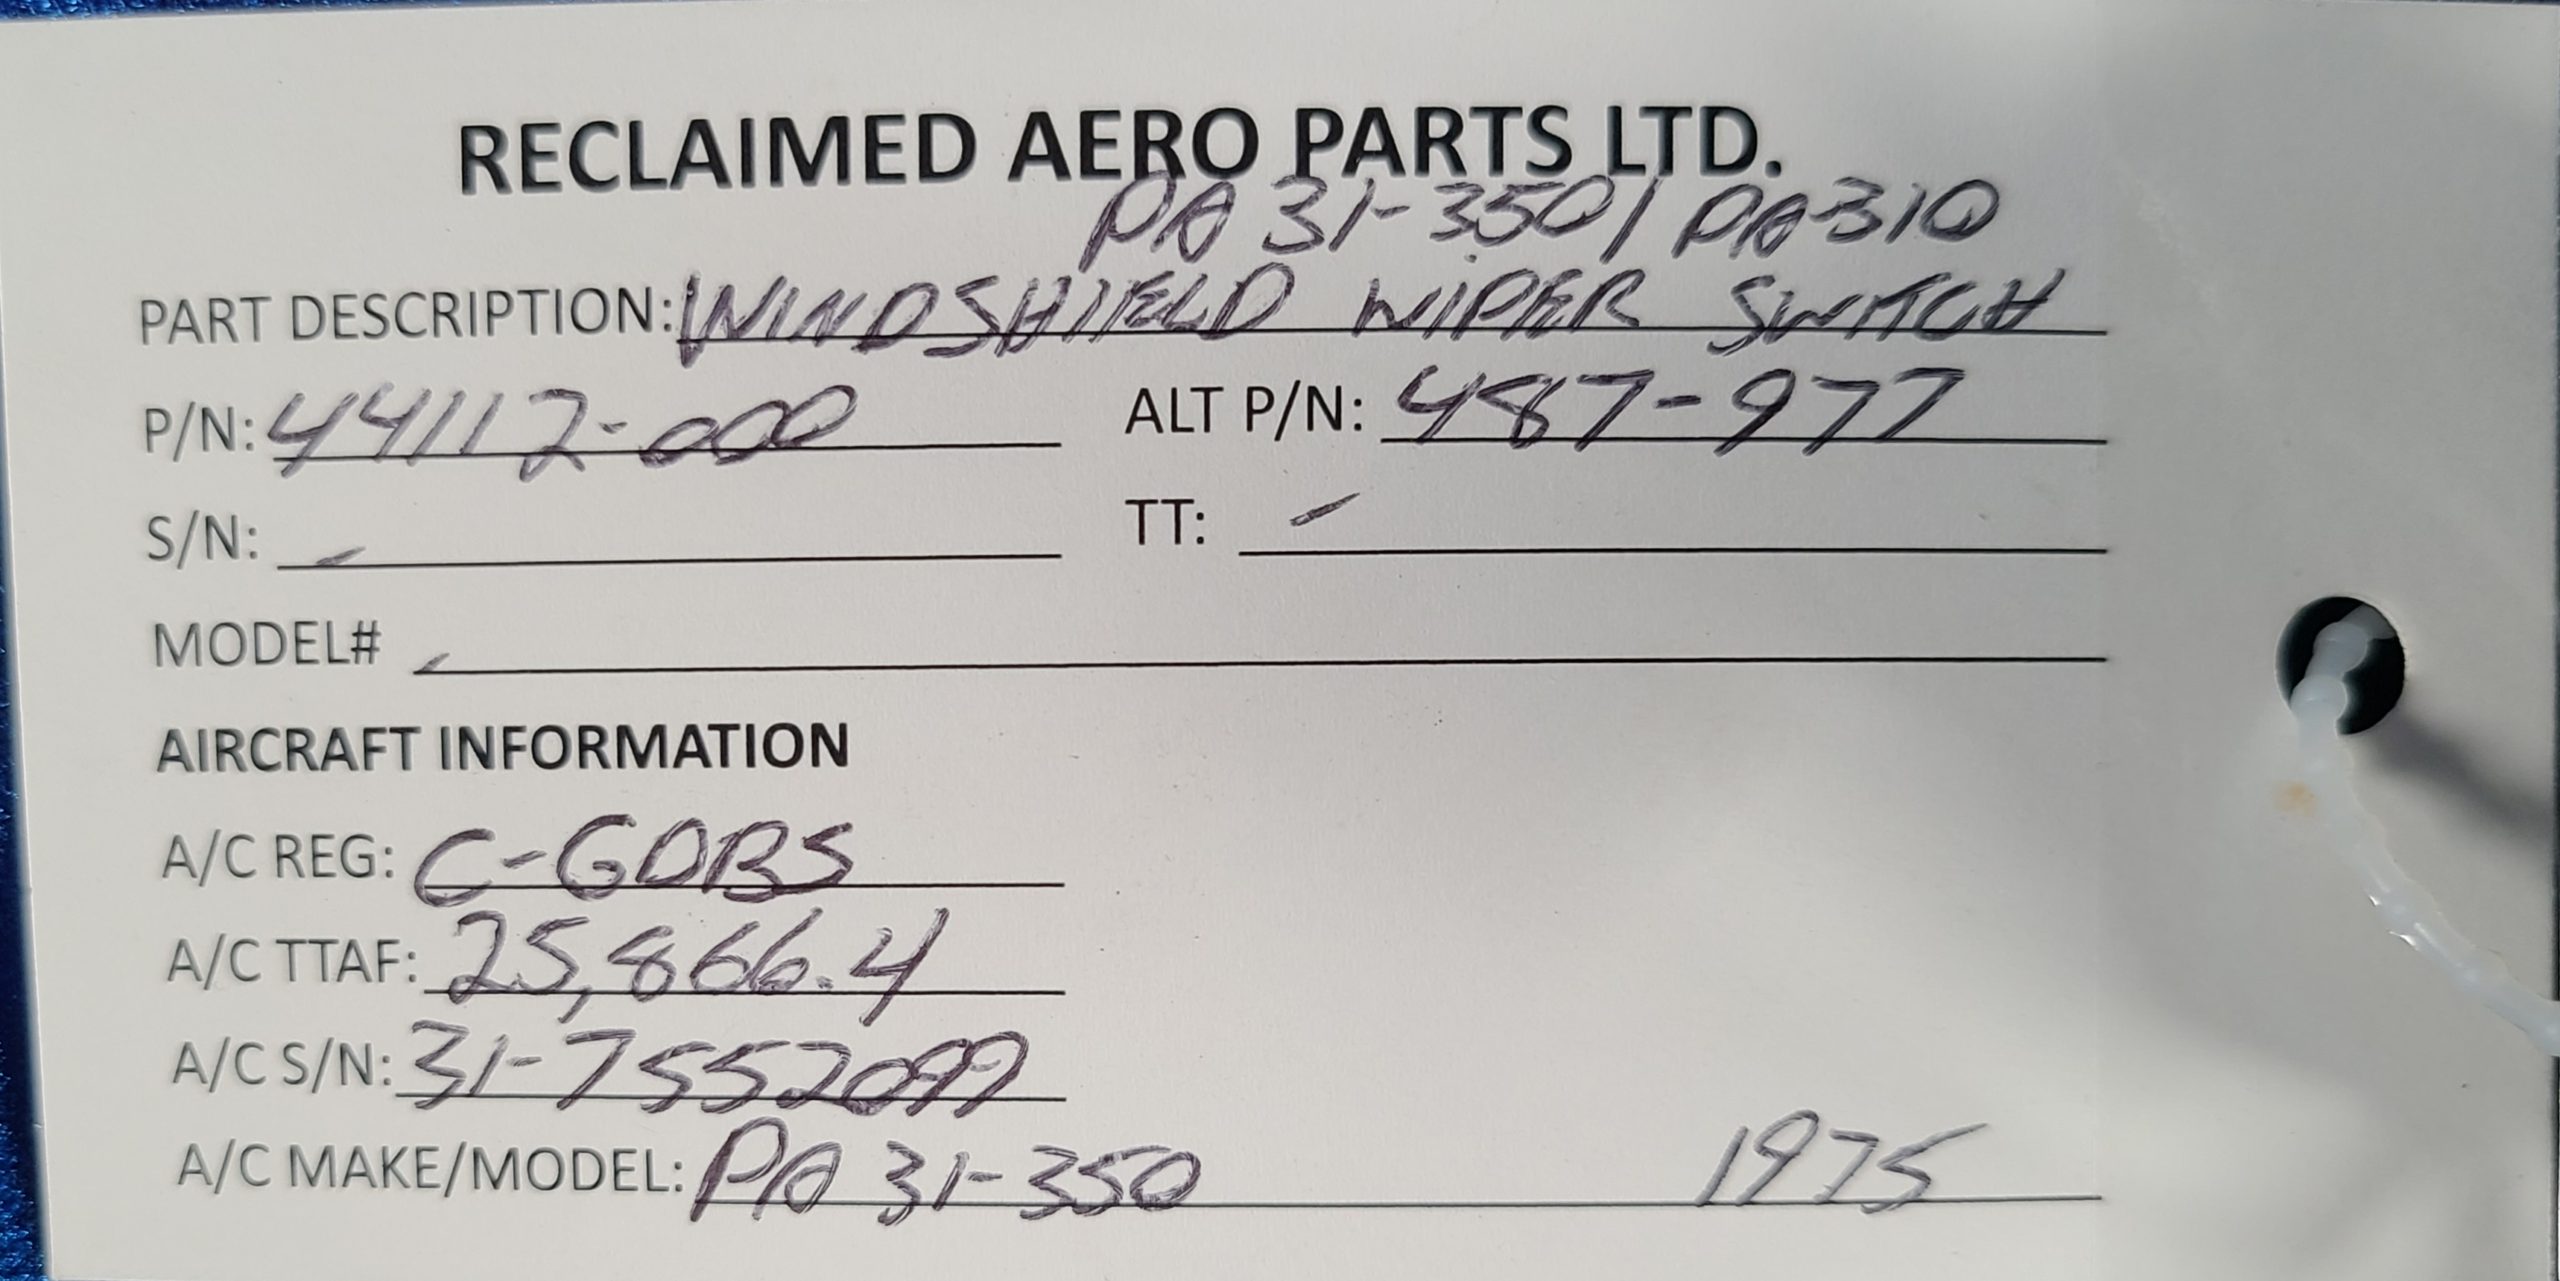 RECLAIMED AERO PARTS LTD.
PA 31-350/ PA-310
PART DESCRIPTION: WINDSHIELD WIPER SWITCH
P/N: 44112-000 ALT P/N: 487-977
S/N: - TT: -
MODEL# -
AIRCRAFT INFORMATION
A/C REG: C-GDBS
A/C TTAF: 25,866.4
A/C S/N: 31-7552099
A/C MAKE/MODEL: PA 31-350 1975